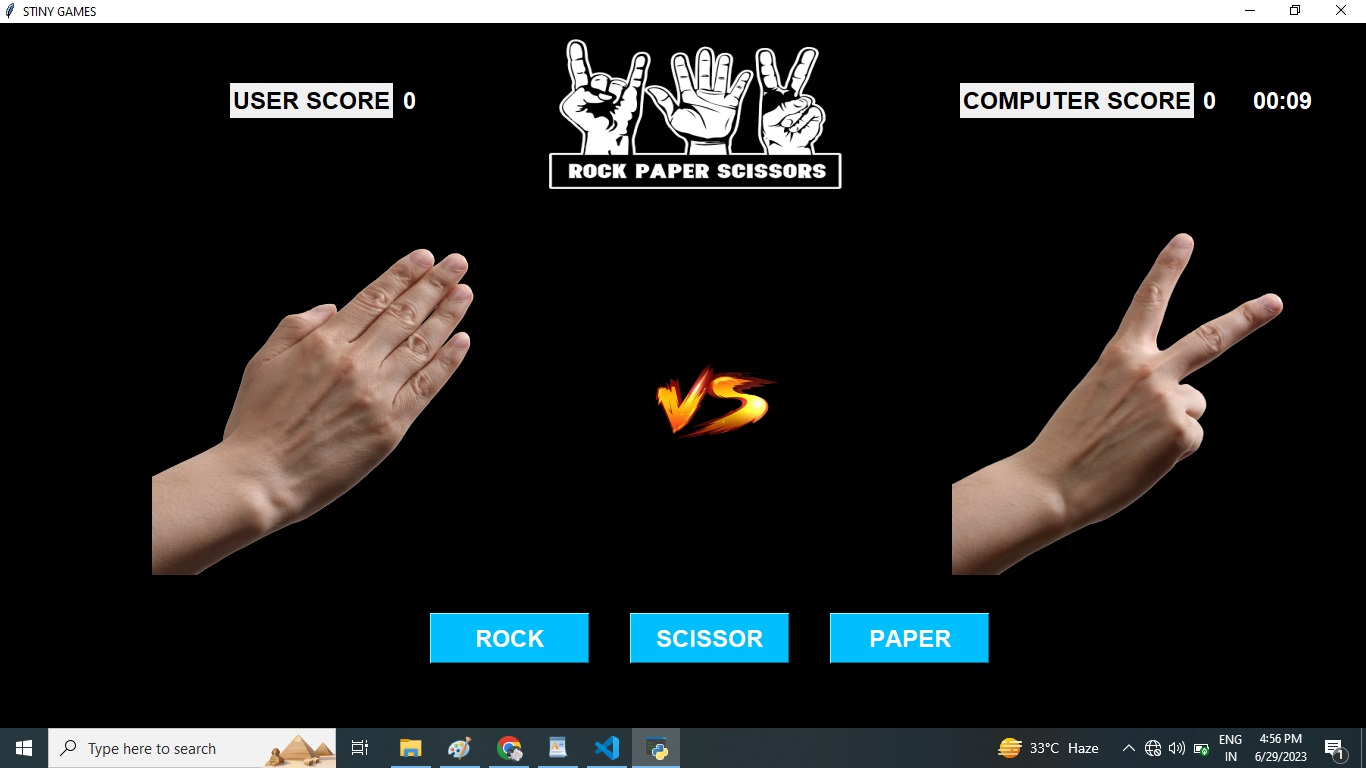 STINY GAMES
USER SCORE 0
COMPUTER SCORE 0 00:09
ROCK PAPER SCISSORS
VS
ROCK SCISSOR PAPER
Type here to search
33°C Haze
ENG
IN
4:56 PM
6/29/2023
1